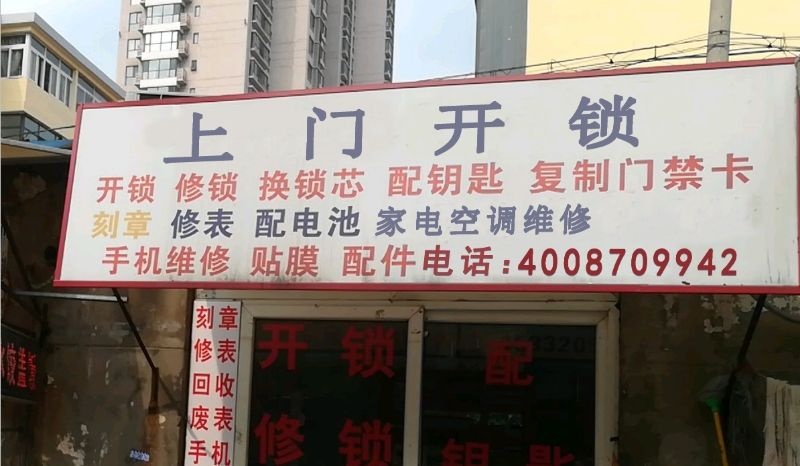 上门开锁
开锁 修锁 换锁芯 配钥匙 复制门禁卡
刻章 修表 配电池 家电空调维修
手机维修 贴膜 配件电话:4008709942
刻章
修表
回收
废表
手机
开锁 配
修锁 钥匙